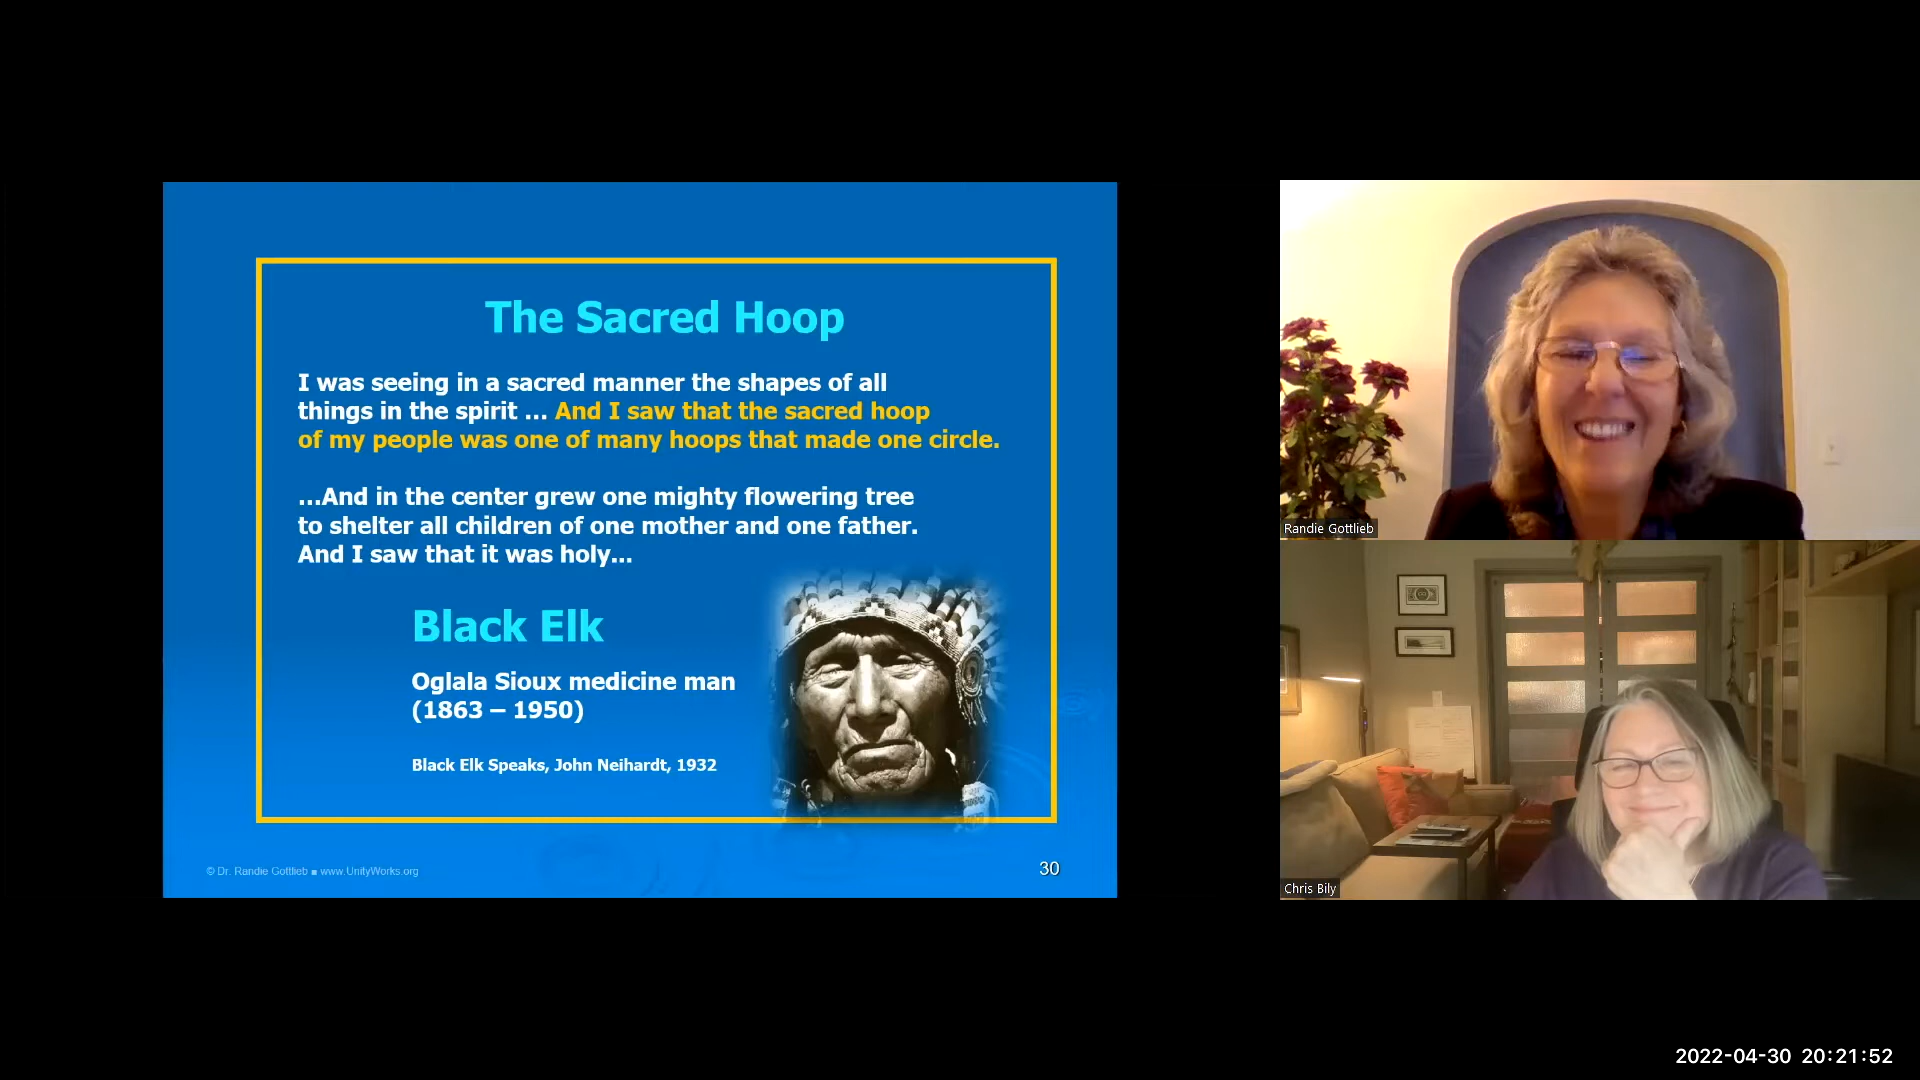 The Sacred Hoop
I was seeing in a sacred manner the shapes of all
things in the spirit ... And I saw that the sacred hoop
of my people was one of many hoops that made one circle.
...And in the center grew one mighty flowering tree
to shelter all children of one mother and one father.
And I saw that it was holy...
Black Elk
Oglala Sioux medicine man
(1863 – 1950)
Black Elk Speaks, John Neihardt, 1932
© Dr. Randie Gottlieb ■ www.UnityWorks.org
30
Randie Gottlieb
Chris Bily
2022-04-30 20:21:52